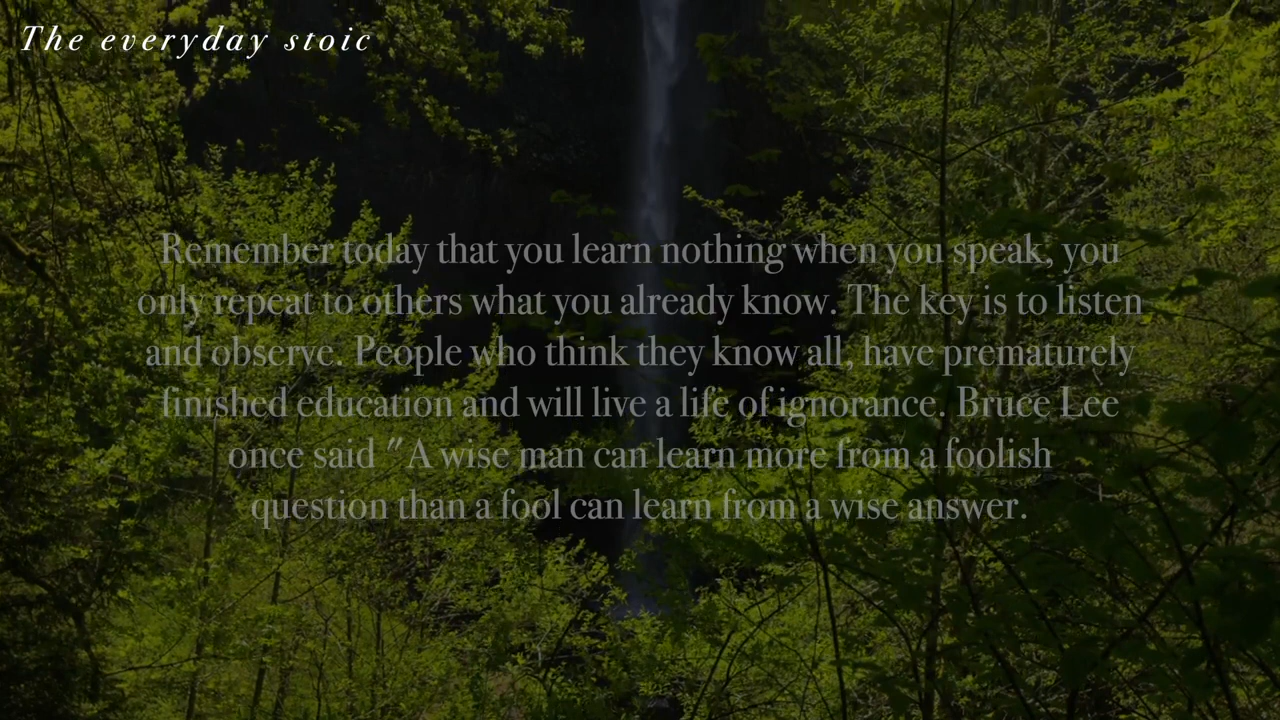 The everyday stoic
Remember today that you learn nothing when you speak, you
only repeat to others what you already know. The key is to listen
and observe. People who think they know all, have prematurely
finished education and will live a life of ignorance. Bruce Lee
once said "A wise man can learn more from a foolish
question than a fool can learn from a wise answer.